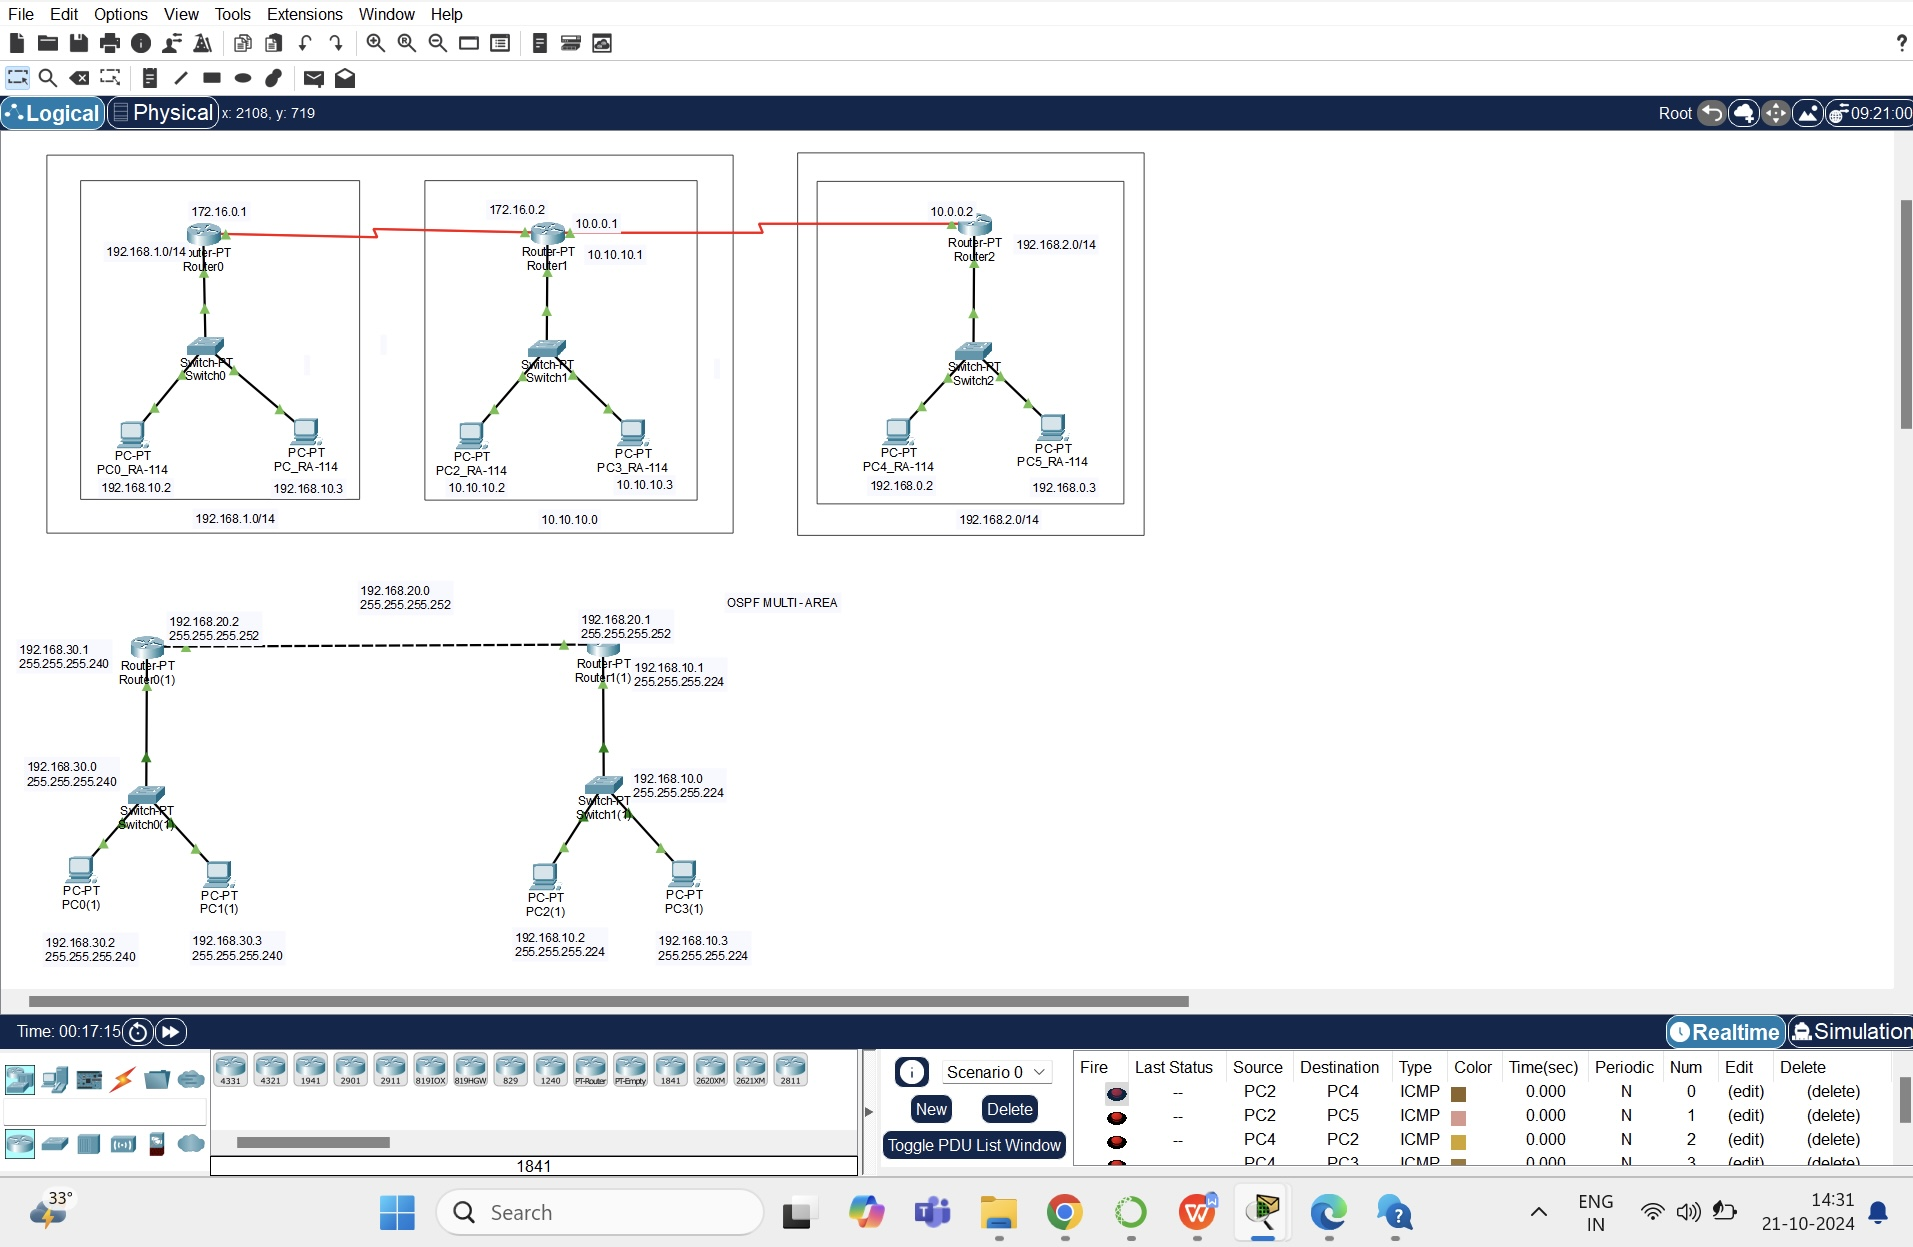 File Edit Options View Tools Extensions Window Help
?
Logical
Physical
x: 2108, y: 719
Root
09:21:00
172.16.0.1
192.168.1.0/14
Router0
172.16.0.2
10.0.0.1
Router-PT
Router1
10.10.10.1
10.0.0.2
Router-PT
Router2
192.168.2.0/14
Switch-PT
Switch0
Switch-PT
Switch1
Switch-PT
Switch2
PC-PT
PC0_RA-114
192.168.10.2
PC-PT
PC_RA-114
192.168.10.3
PC-PT
PC2_RA-114
10.10.10.2
PC-PT
PC3_RA-114
10.10.10.3
PC-PT
PC4_RA-114
192.168.0.2
PC-PT
PC5_RA-114
192.168.0.3
192.168.1.0/14
10.10.10.0
192.168.2.0/14
192.168.20.0
255.255.255.252
OSPF MULTI-AREA
192.168.20.2
255.255.255.252
192.168.20.1
255.255.255.252
192.168.30.1
255.255.255.240
Router-PT
Router0(1)
Router-PT
Router1(1)
192.168.10.1
255.255.255.224
192.168.30.0
255.255.255.240
Switch-PT
Switch0(1)
192.168.10.0
255.255.255.224
Switch-PT
Switch1(1)
PC-PT
PC0(1)
PC-PT
PC1(1)
PC-PT
PC2(1)
PC-PT
PC3(1)
192.168.30.2
255.255.255.240
192.168.30.3
255.255.255.240
192.168.10.2
255.255.255.224
192.168.10.3
255.255.255.224
Time: 00:17:15
Realtime
Simulation
4331 4321 1941 2901 2911 819IOX 819HGW 829 1240 PT-Router PT-Empty 1841 2620XM 2621XM 2811
1841
Scenario 0
New
Delete
Toggle PDU List Window
Fire Last Status Source Destination Type Color Time(sec) Periodic Num Edit Delete
-- PC2 PC4 ICMP 0.000 N 0 (edit) (delete)
-- PC2 PC5 ICMP 0.000 N 1 (edit) (delete)
-- PC4 PC2 ICMP 0.000 N 2 (edit) (delete)
PC4 PC3 ICMP 0.000 N 3 (edit) (delete)
33°
Search
ENG
IN
14:31
21-10-2024